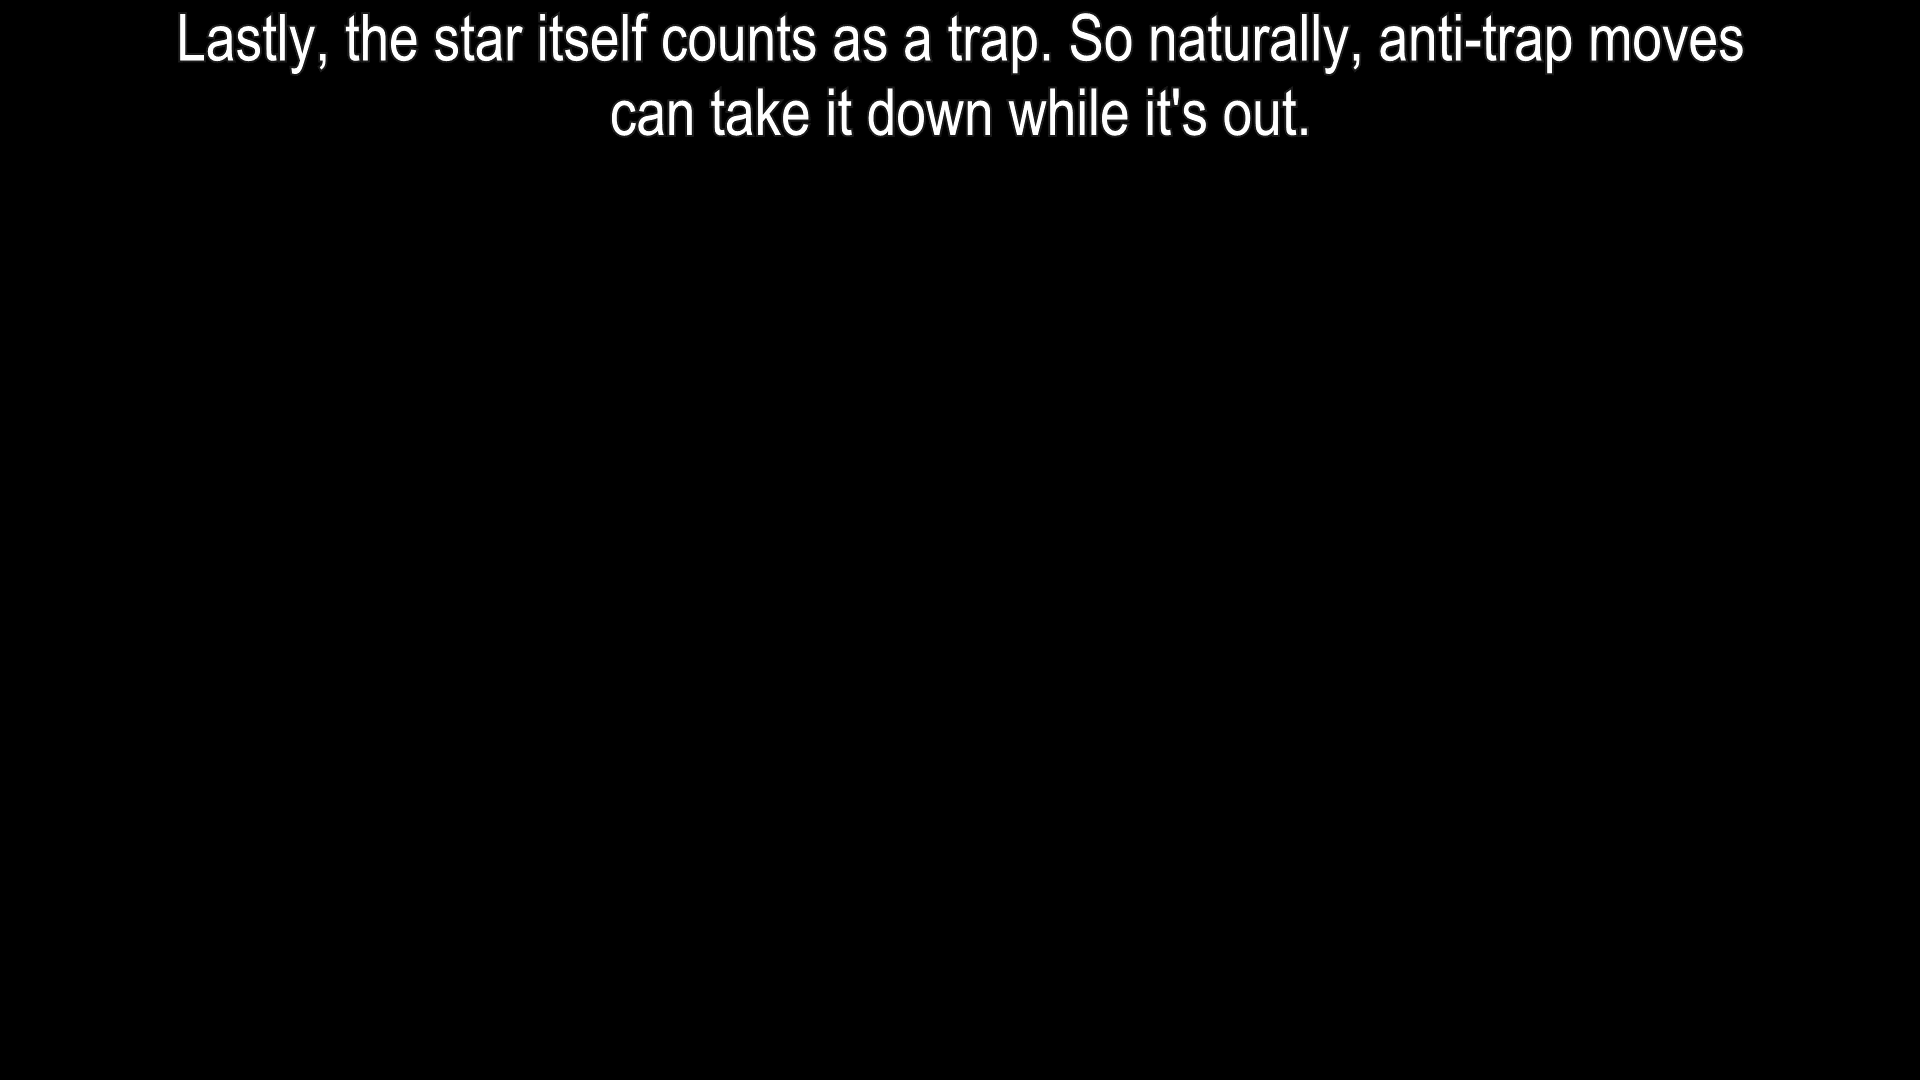 Lastly, the star itself counts as a trap. So naturally, anti-trap moves
can take it down while it's out.